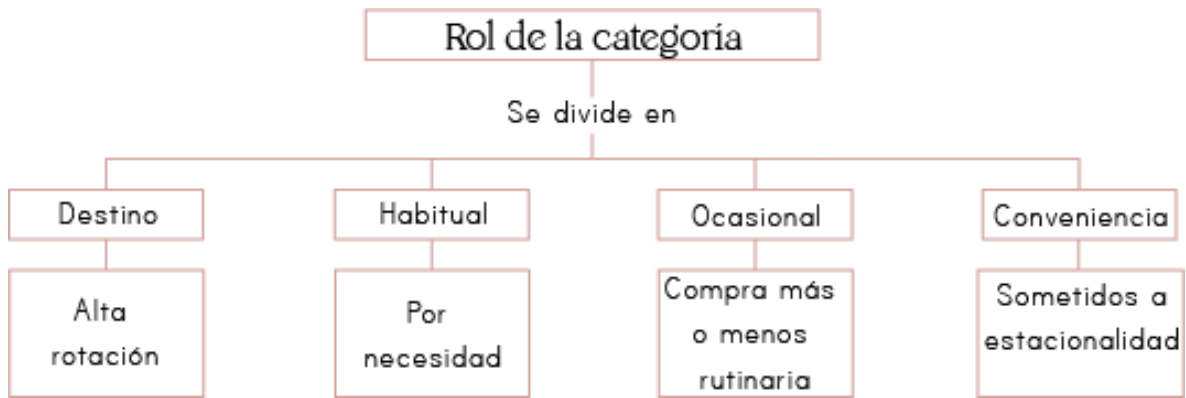 Rol de la categoría
Se divide en
Destino
Habitual
Ocasional
Conveniencia
Alta
rotación
Por
necesidad
Compra más
o menos
rutinaria
Sometidos a
estacionalidad